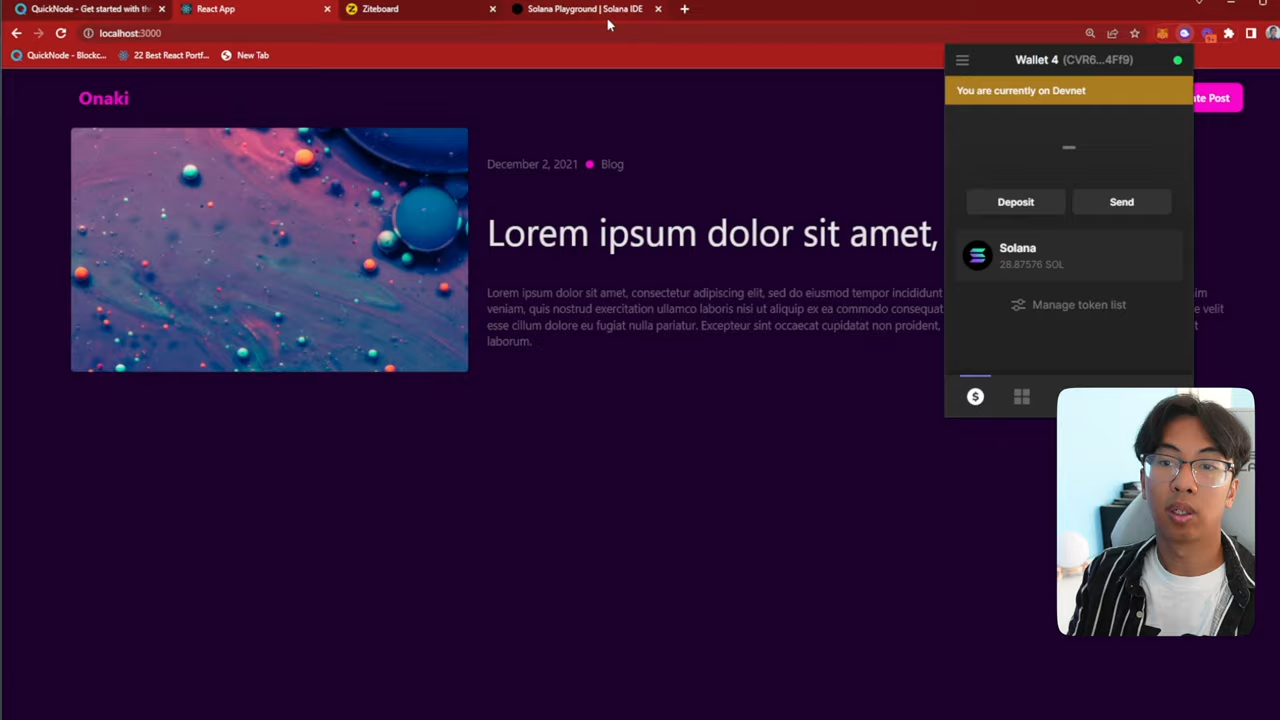 QuickNode - Get started with th
React App
Ziteboard
Solana Playground | Solana IDE
localhost:3000
QuickNode - Blockc...
22 Best React Portf...
New Tab
Wallet 4 (CVR6...4Ff9)
You are currently on Devnet
Onaki
te Post
December 2, 2021
Blog
Deposit
Send
Lorem ipsum dolor sit amet,
Solana
28.87576 SOL
Manage token list
Lorem ipsum dolor sit amet, consectetur adipiscing elit, sed do eiusmod tempor incididunt
veniam, quis nostrud exercitation ullamco laboris nisi ut aliquip ex ea commodo consequat
velit
esse cillum dolore eu fugiat nulla pariatur. Excepteur sint occaecat cupidatat non proident,
laborum.